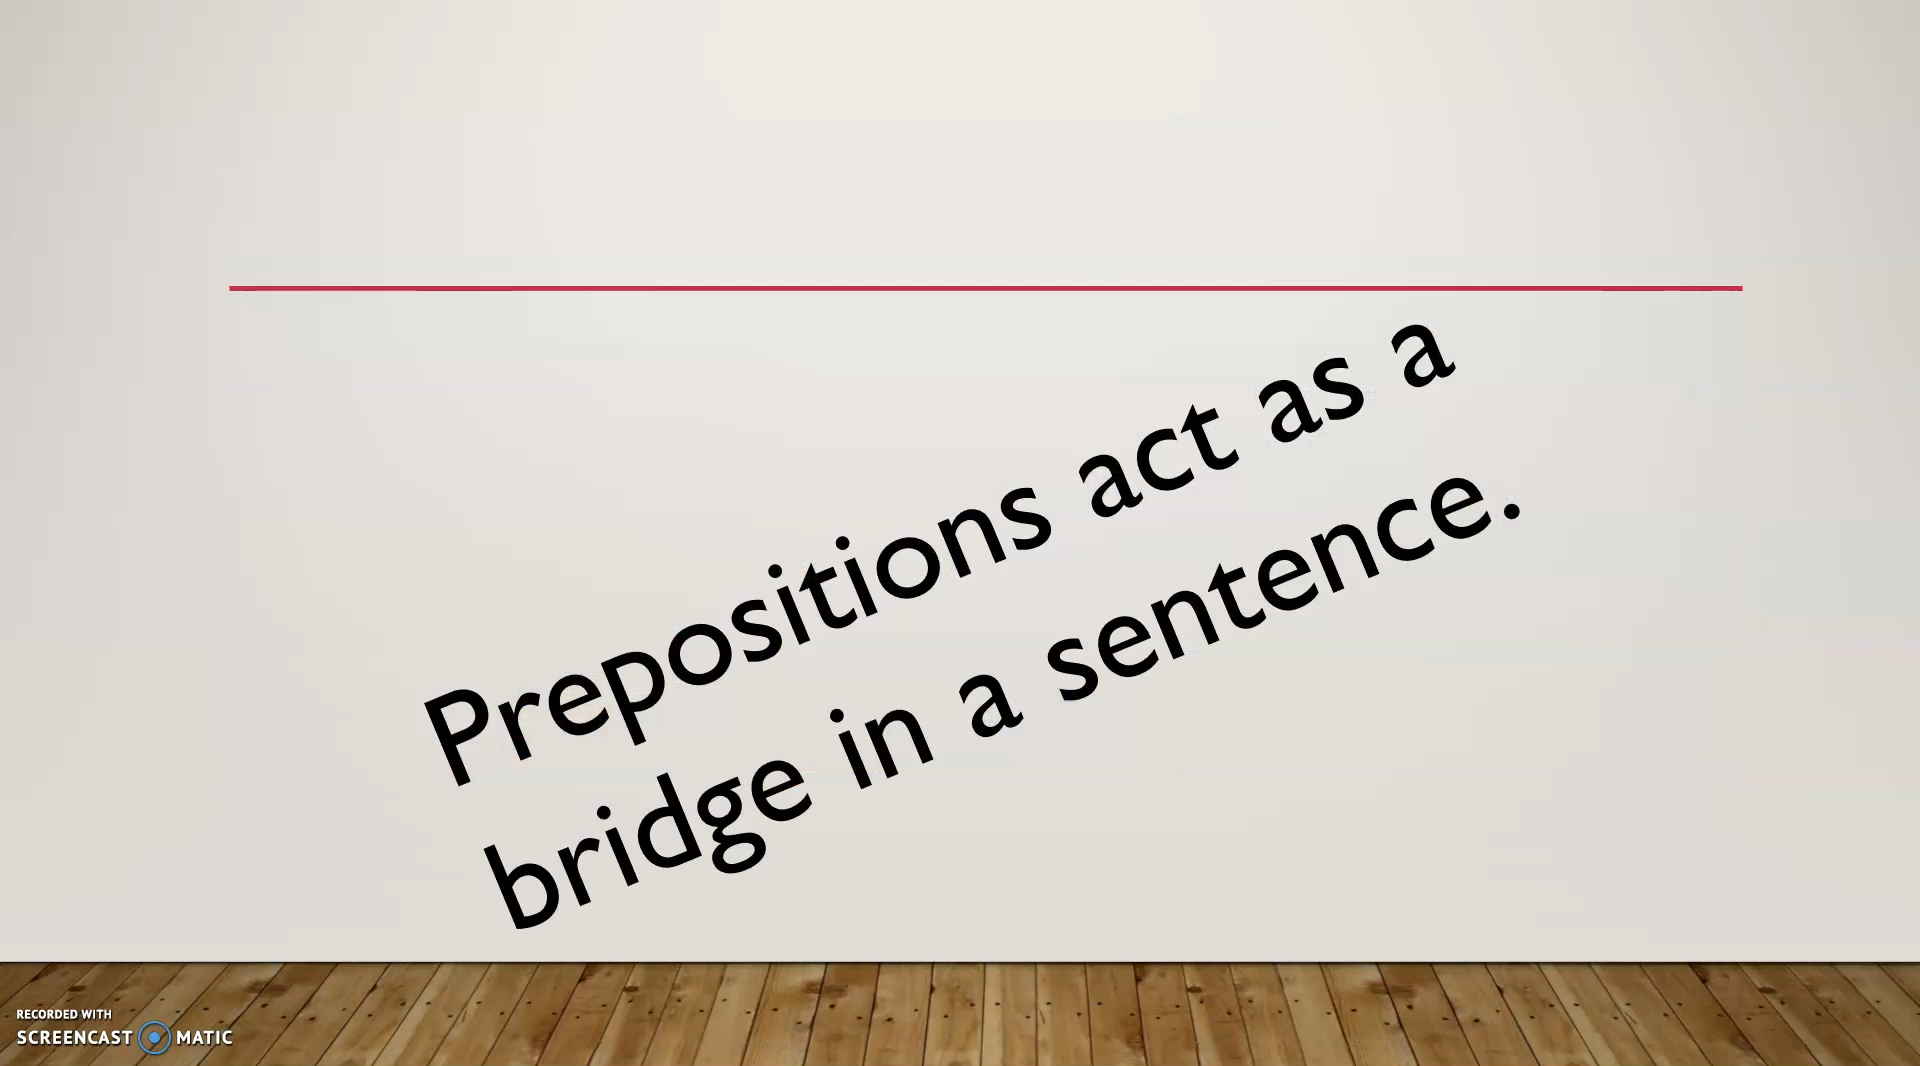 Prepositions act as a
bridge in a sentence.
RECORDED WITH
SCREENCAST MATIC